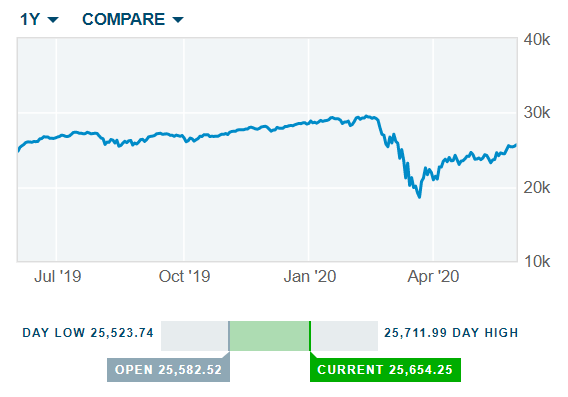 1Y COMPARE
40k
30k
20k
10k
Jul '19 Oct '19 Jan '20 Apr '20
DAY LOW 25,523.74 25,711.99 DAY HIGH
OPEN 25,582.52 CURRENT 25,654.25